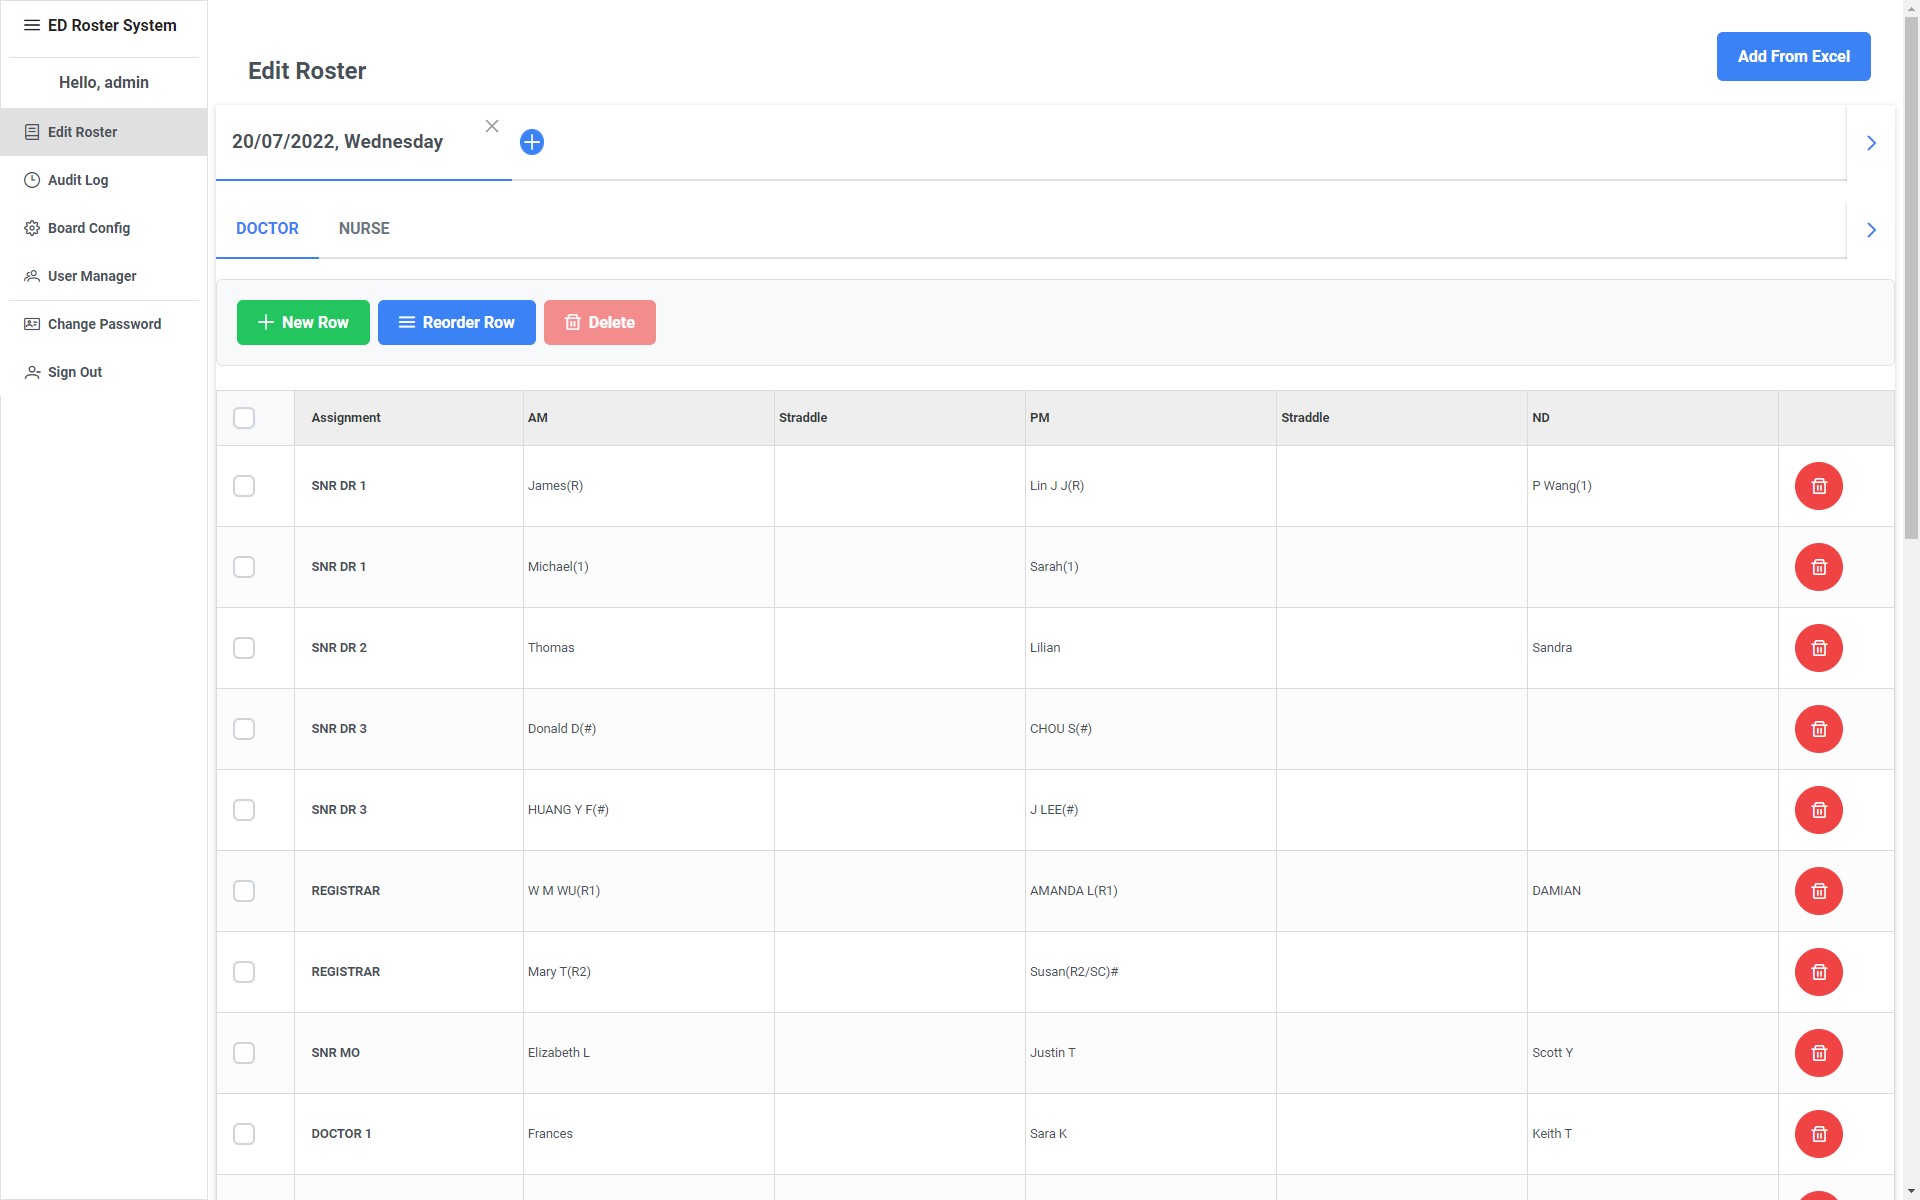 ED Roster System
Hello, admin
Edit Roster
Audit Log
Board Config
User Manager
Change Password
Sign Out
Edit Roster
Add From Excel
20/07/2022, Wednesday
DOCTOR NURSE
New Row Reorder Row Delete
Assignment AM Straddle PM Straddle ND
SNR DR 1 James(R) Lin J J(R) P Wang(1)
SNR DR 1 Michael(1) Sarah(1)
SNR DR 2 Thomas Lilian Sandra
SNR DR 3 Donald D(#) CHOU S(#)
SNR DR 3 HUANG Y F(#) J LEE(#)
REGISTRAR W M WU(R1) AMANDA L(R1) DAMIAN
REGISTRAR Mary T(R2) Susan(R2/SC)#
SNR MO Elizabeth L Justin T Scott Y
DOCTOR 1 Frances Sara K Keith T